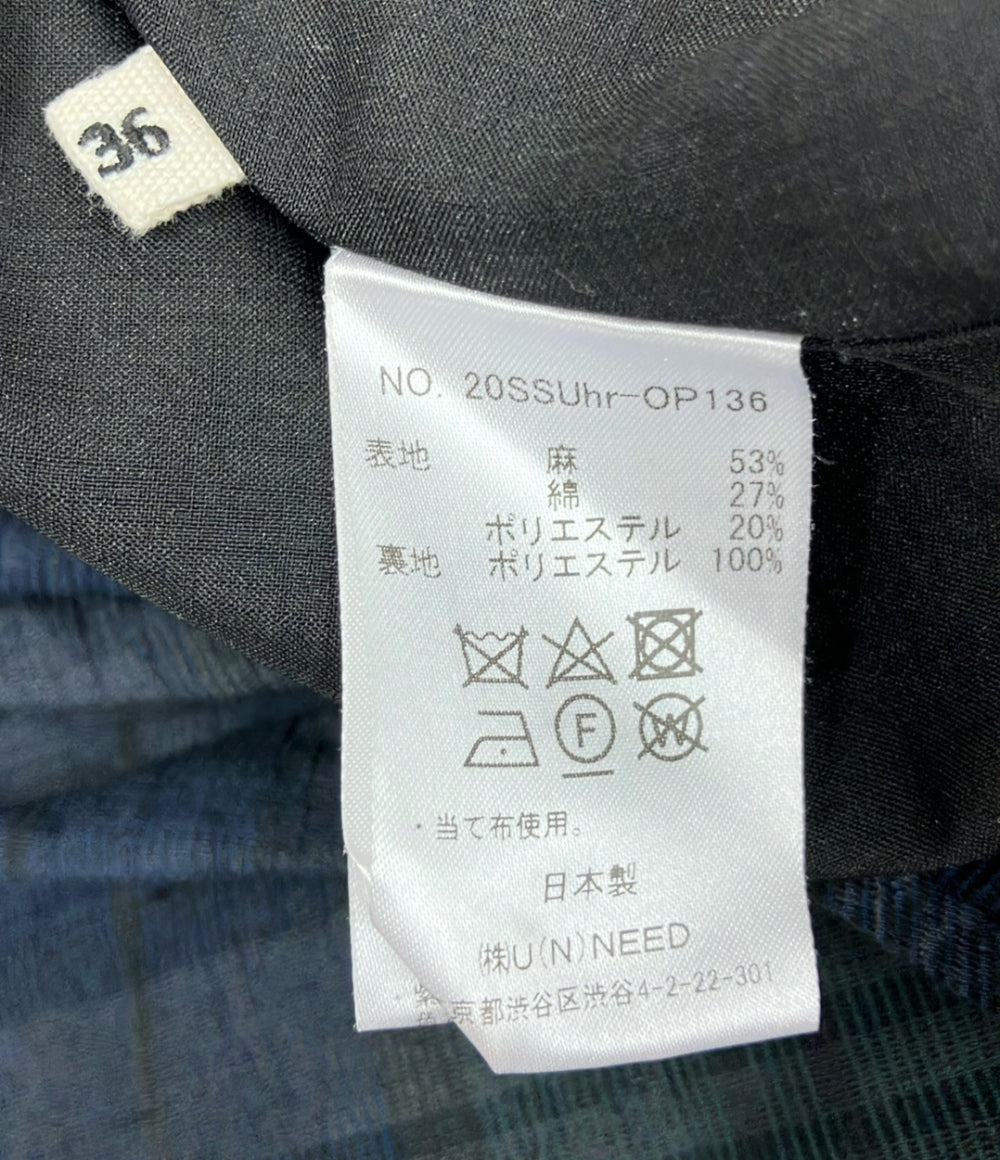 36
NO. 20SSUhr-OP136
表地 麻 53%
綿 27%
ポリエステル 20%
裏地 ポリエステル 100%
F W
・当て布使用。
日本製
㈱U(N)NEED
京都渋谷区渋谷4-2-22-301